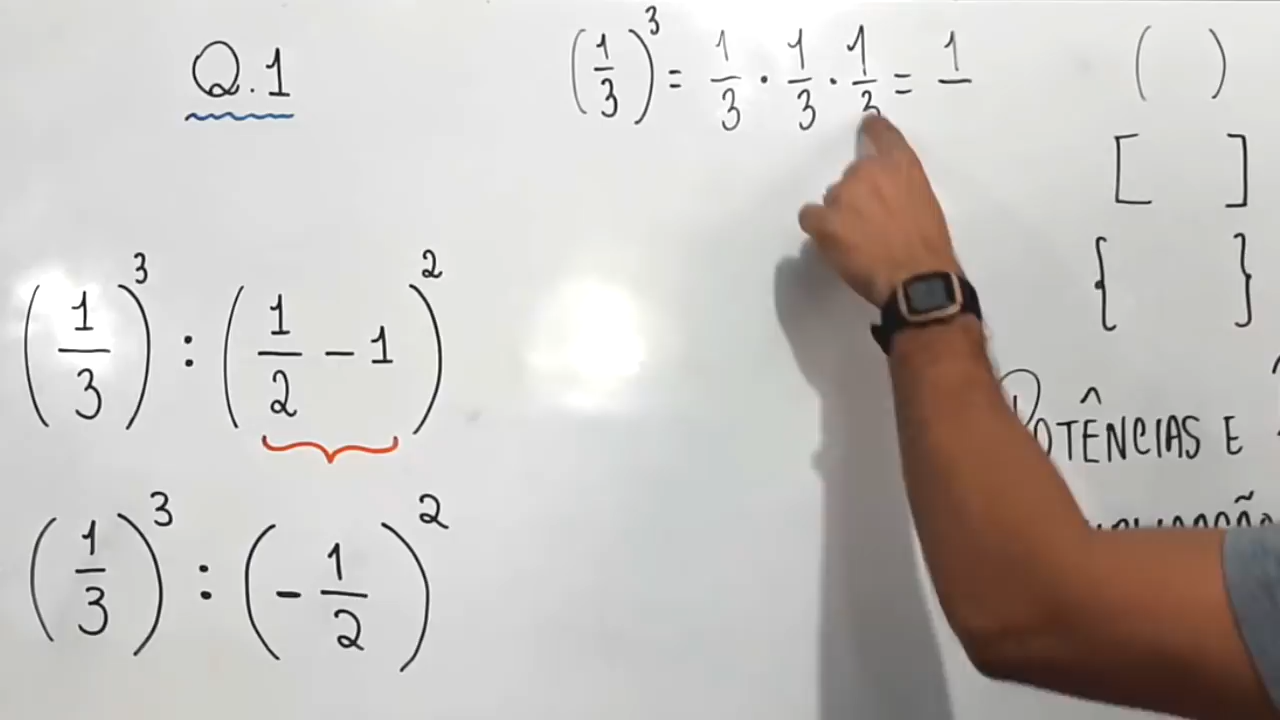 Q.1
(1/3)³ = 1/3 · 1/3 · 1/3 = 1/
( )
[ ]
{ }
(1/3)³ : (1/2 - 1)²
POTÊNCIAS E
(1/3)³ : (-1/2)²